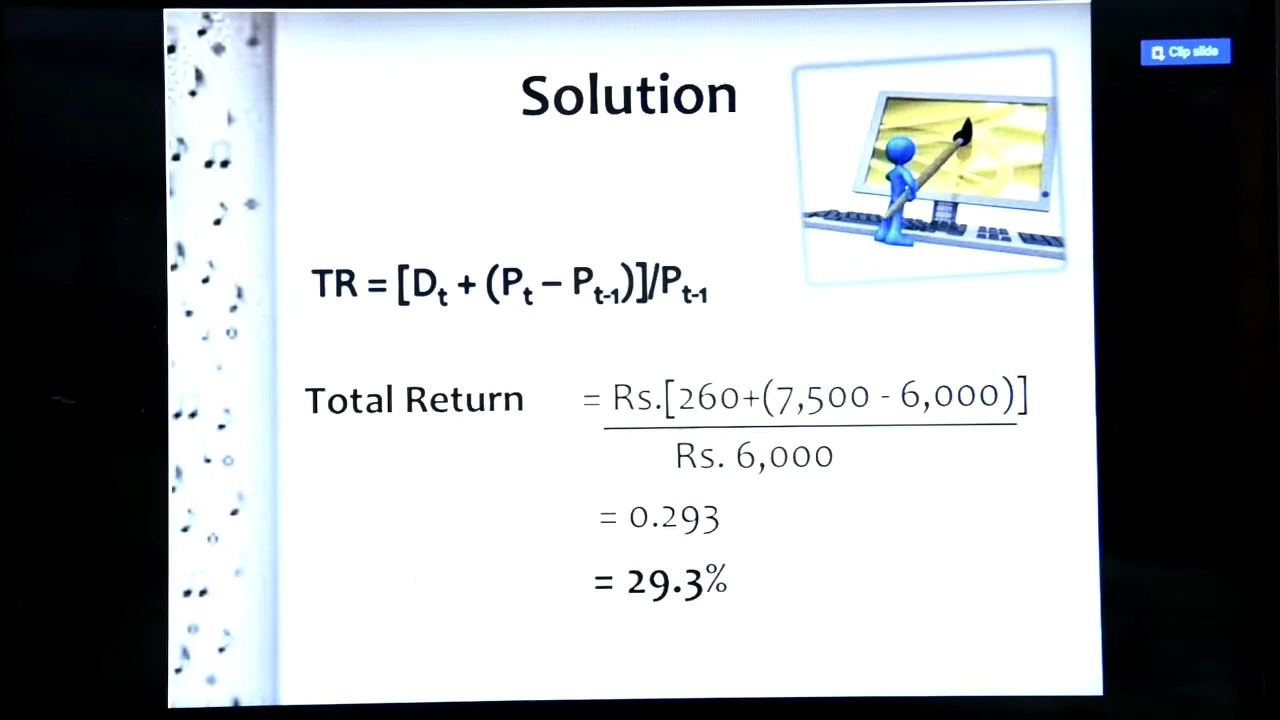 Clip slide
Solution
TR = [Dt + (Pt – Pt-1)]/Pt-1
Total Return = Rs.[260+(7,500 - 6,000)]
Rs. 6,000
= 0.293
= 29.3%